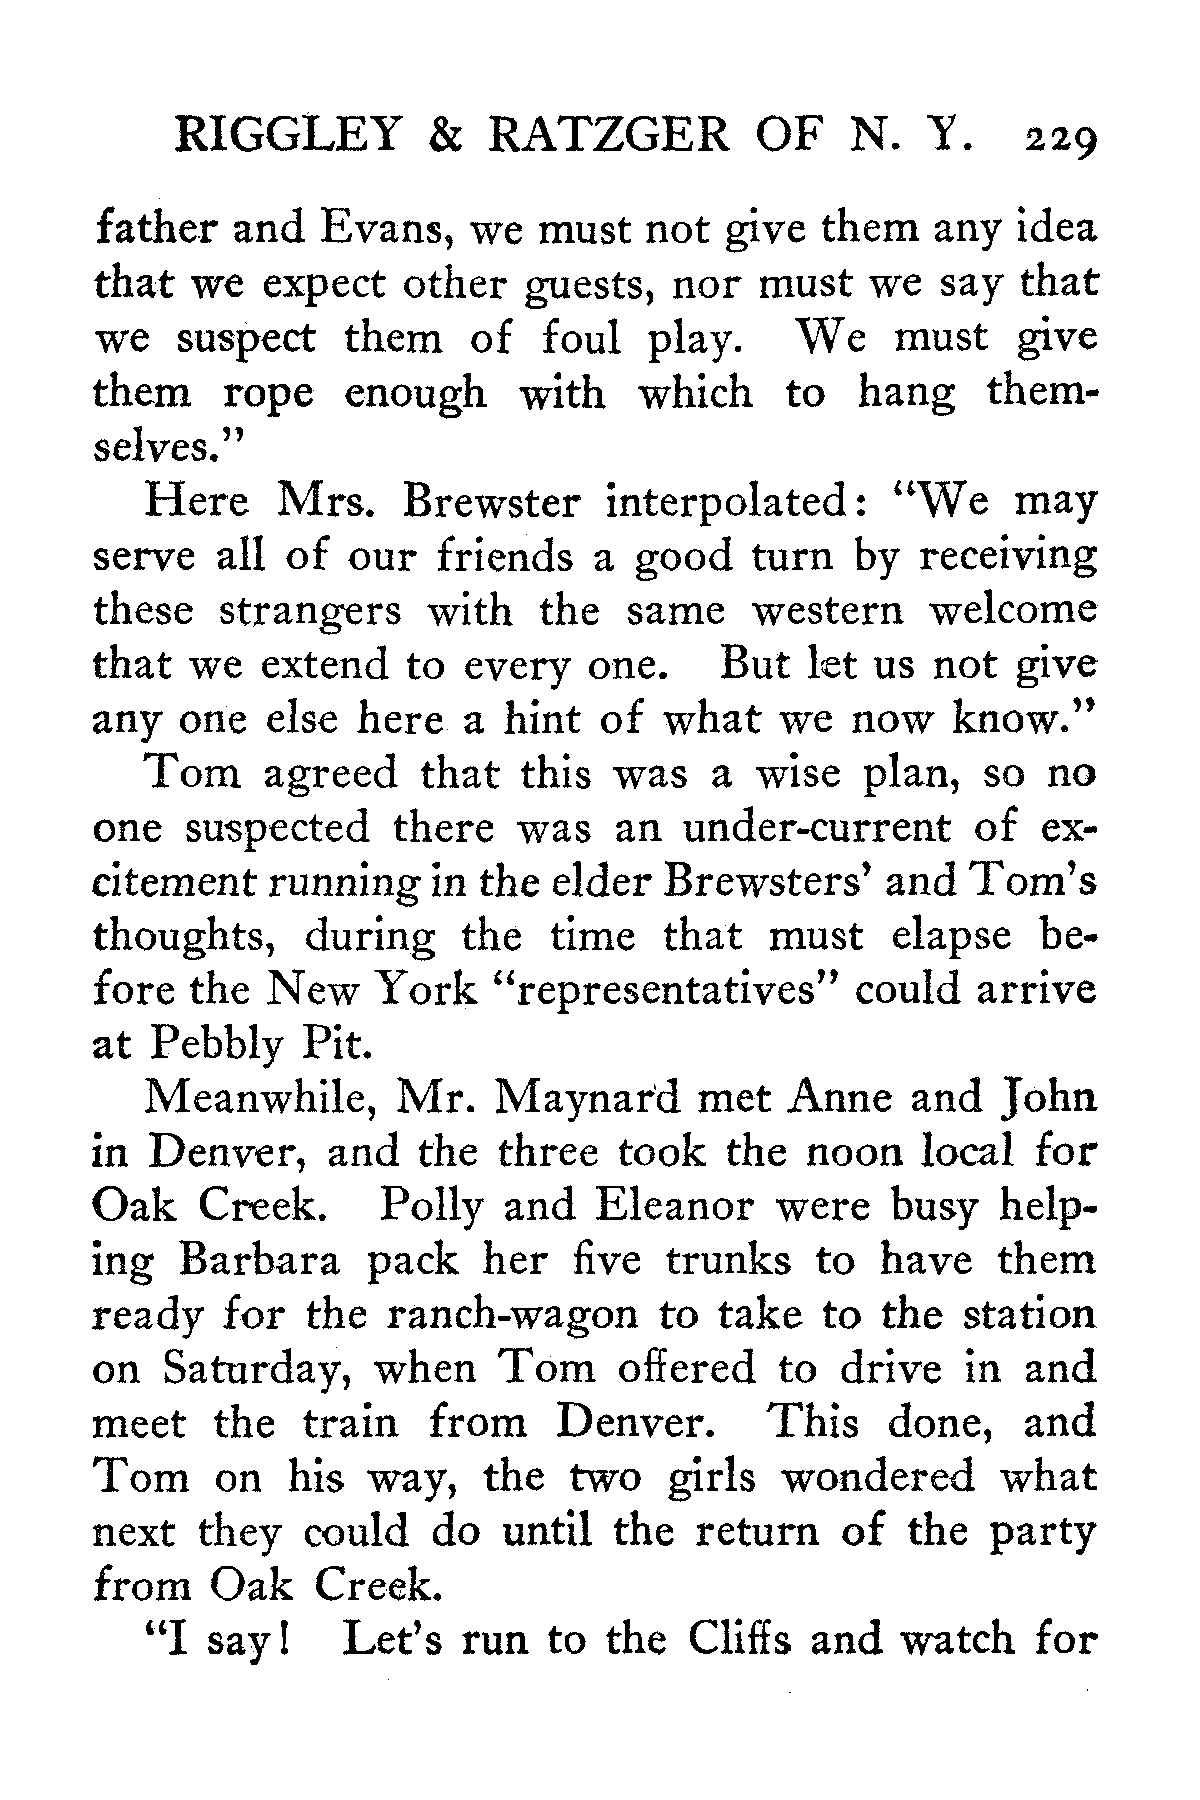 RIGGLEY & RATZGER OF N. Y. 229
father and Evans, we must not give them any idea
that we expect other guests, nor must we say that
we suspect them of foul play. We must give
them rope enough with which to hang them-
selves.”
Here Mrs. Brewster interpolated: “We may
serve all of our friends a good turn by receiving
these strangers with the same western welcome
that we extend to every one. But let us not give
any one else here a hint of what we now know.”
Tom agreed that this was a wise plan, so no
one suspected there was an under-current of ex-
citement running in the elder Brewsters’ and Tom’s
thoughts, during the time that must elapse be-
fore the New York “representatives” could arrive
at Pebbly Pit.
Meanwhile, Mr. Maynard met Anne and John
in Denver, and the three took the noon local for
Oak Creek. Polly and Eleanor were busy help-
ing Barbara pack her five trunks to have them
ready for the ranch-wagon to take to the station
on Saturday, when Tom offered to drive in and
meet the train from Denver. This done, and
Tom on his way, the two girls wondered what
next they could do until the return of the party
from Oak Creek.
“I say! Let’s run to the Cliffs and watch for